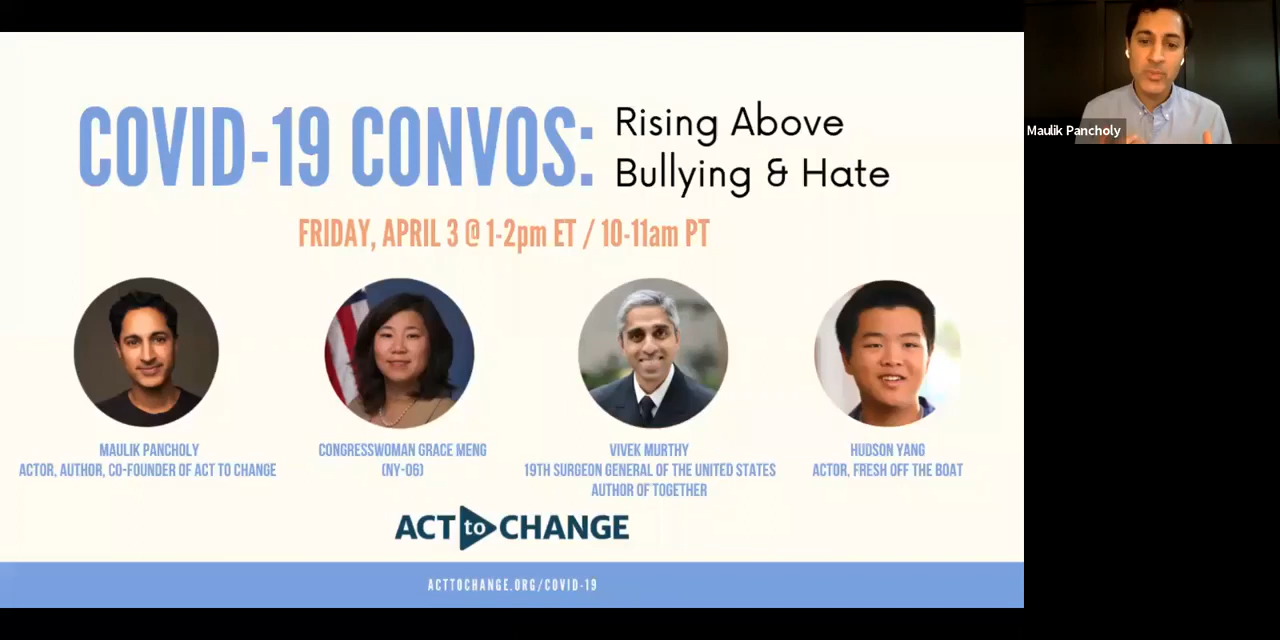 COVID-19 CONVOS:
Rising Above
Bullying & Hate
FRIDAY, APRIL 3 @ 1-2pm ET / 10-11am PT
MAULIK PANCHOLY
ACTOR, AUTHOR, CO-FOUNDER OF ACT TO CHANGE
CONGRESSWOMAN GRACE MENG
(NY-06)
VIVEK MURTHY
19TH SURGEON GENERAL OF THE UNITED STATES
AUTHOR OF TOGETHER
HUDSON YANG
ACTOR, FRESH OFF THE BOAT
ACT to CHANGE
ACTTOCHANGE.ORG/COVID-19
Maulik Pancholy